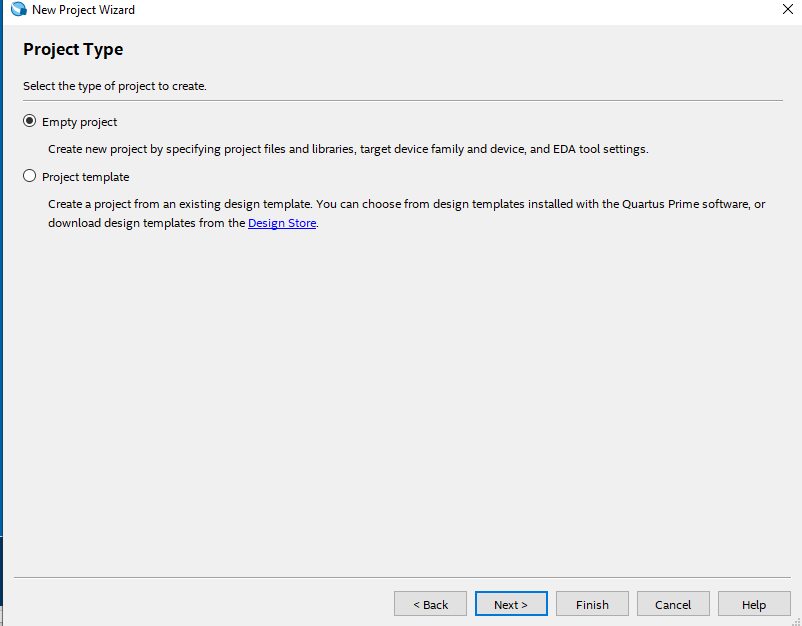 New Project Wizard
Project Type
Select the type of project to create.
Empty project
Create new project by specifying project files and libraries, target device family and device, and EDA tool settings.
Project template
Create a project from an existing design template. You can choose from design templates installed with the Quartus Prime software, or
download design templates from the Design Store.
< Back Next > Finish Cancel Help